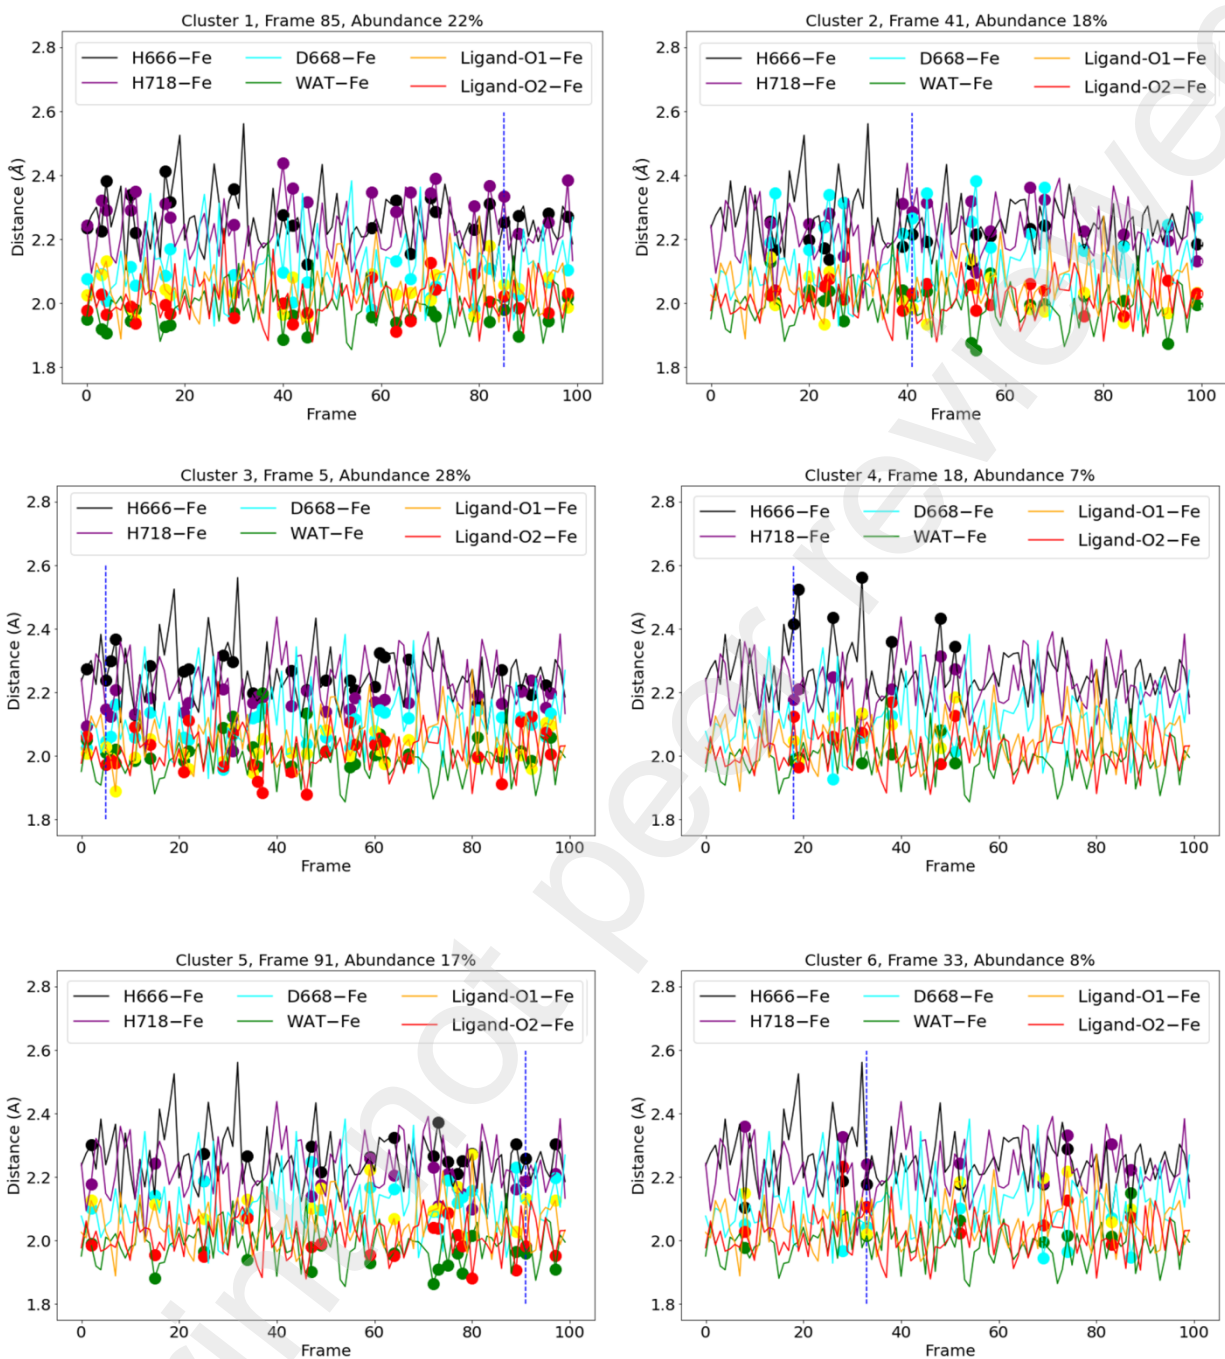 Cluster 1, Frame 85, Abundance 22%
2.8
2.6
2.4
2.2
2.0
1.8
Distance (Å)
H666−Fe
H718−Fe
D668−Fe
WAT−Fe
Ligand-O1−Fe
Ligand-O2−Fe
0 20 40 60 80 100
Frame
Cluster 2, Frame 41, Abundance 18%
2.8
2.6
2.4
2.2
2.0
1.8
Distance (Å)
H666−Fe
H718−Fe
D668−Fe
WAT−Fe
Ligand-O1−Fe
Ligand-O2−Fe
0 20 40 60 80 100
Frame
Cluster 3, Frame 5, Abundance 28%
2.8
2.6
2.4
2.2
2.0
1.8
Distance (A)
H666−Fe
H718−Fe
D668−Fe
WAT−Fe
Ligand-O1−Fe
Ligand-O2−Fe
0 20 40 60 80 100
Frame
Cluster 4, Frame 18, Abundance 7%
2.8
2.6
2.4
2.2
2.0
1.8
Distance (A)
H666−Fe
H718−Fe
D668−Fe
WAT−Fe
Ligand-O1−Fe
Ligand-O2−Fe
0 20 40 60 80 100
Frame
Cluster 5, Frame 91, Abundance 17%
2.8
2.6
2.4
2.2
2.0
1.8
Distance (A)
H666−Fe
H718−Fe
D668−Fe
WAT−Fe
Ligand-O1−Fe
Ligand-O2−Fe
0 20 40 60 80 100
Frame
Cluster 6, Frame 33, Abundance 8%
2.8
2.6
2.4
2.2
2.0
1.8
Distance (A)
H666−Fe
H718−Fe
D668−Fe
WAT−Fe
Ligand-O1−Fe
Ligand-O2−Fe
0 20 40 60 80 100
Frame
not peer reviewed